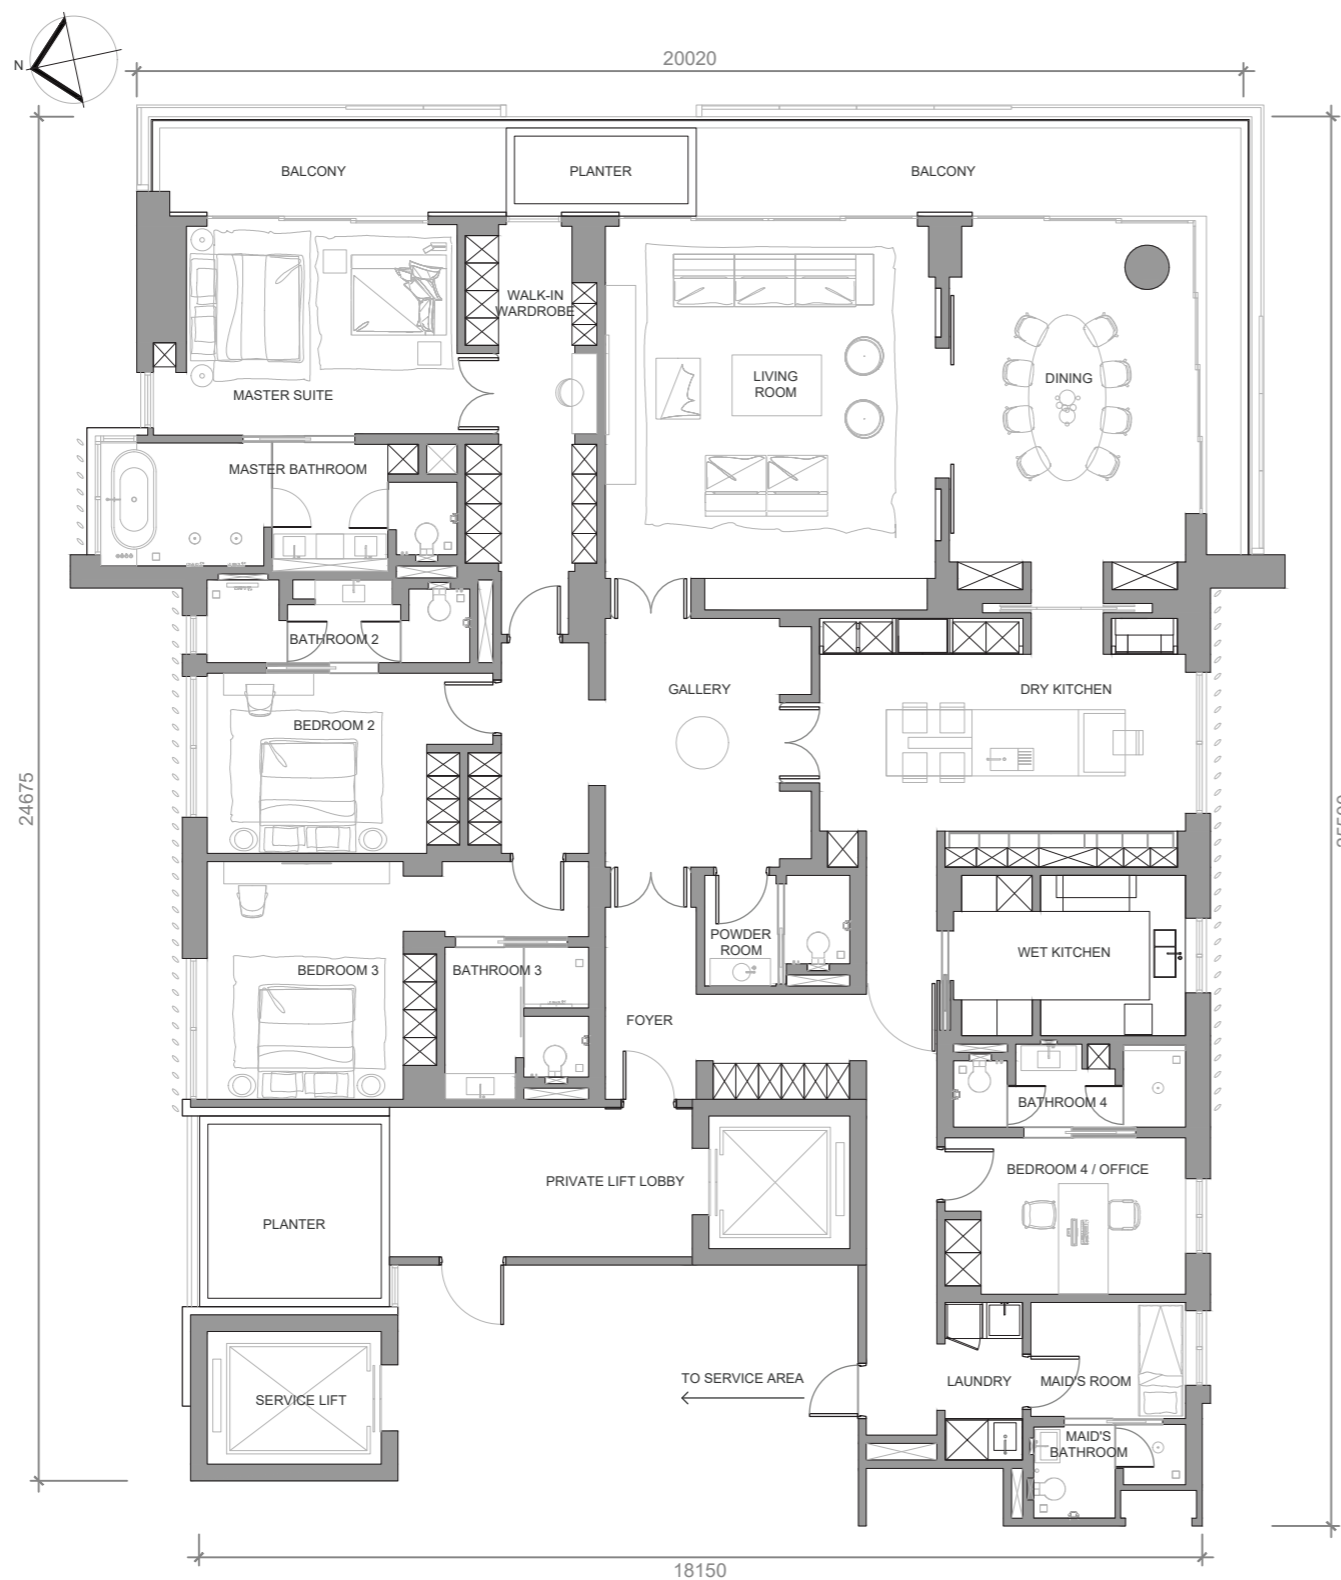 N
20020
BALCONY
PLANTER
BALCONY
WALK-IN
WARDROBE
LIVING
ROOM
DINING
MASTER SUITE
MASTER BATHROOM
BATHROOM 2
GALLERY
DRY KITCHEN
BEDROOM 2
24675
POWDER
ROOM
WET KITCHEN
BEDROOM 3
BATHROOM 3
FOYER
BATHROOM 4
BEDROOM 4 / OFFICE
PRIVATE LIFT LOBBY
PLANTER
TO SERVICE AREA
LAUNDRY
MAID'S ROOM
SERVICE LIFT
MAID'S
BATHROOM
18150